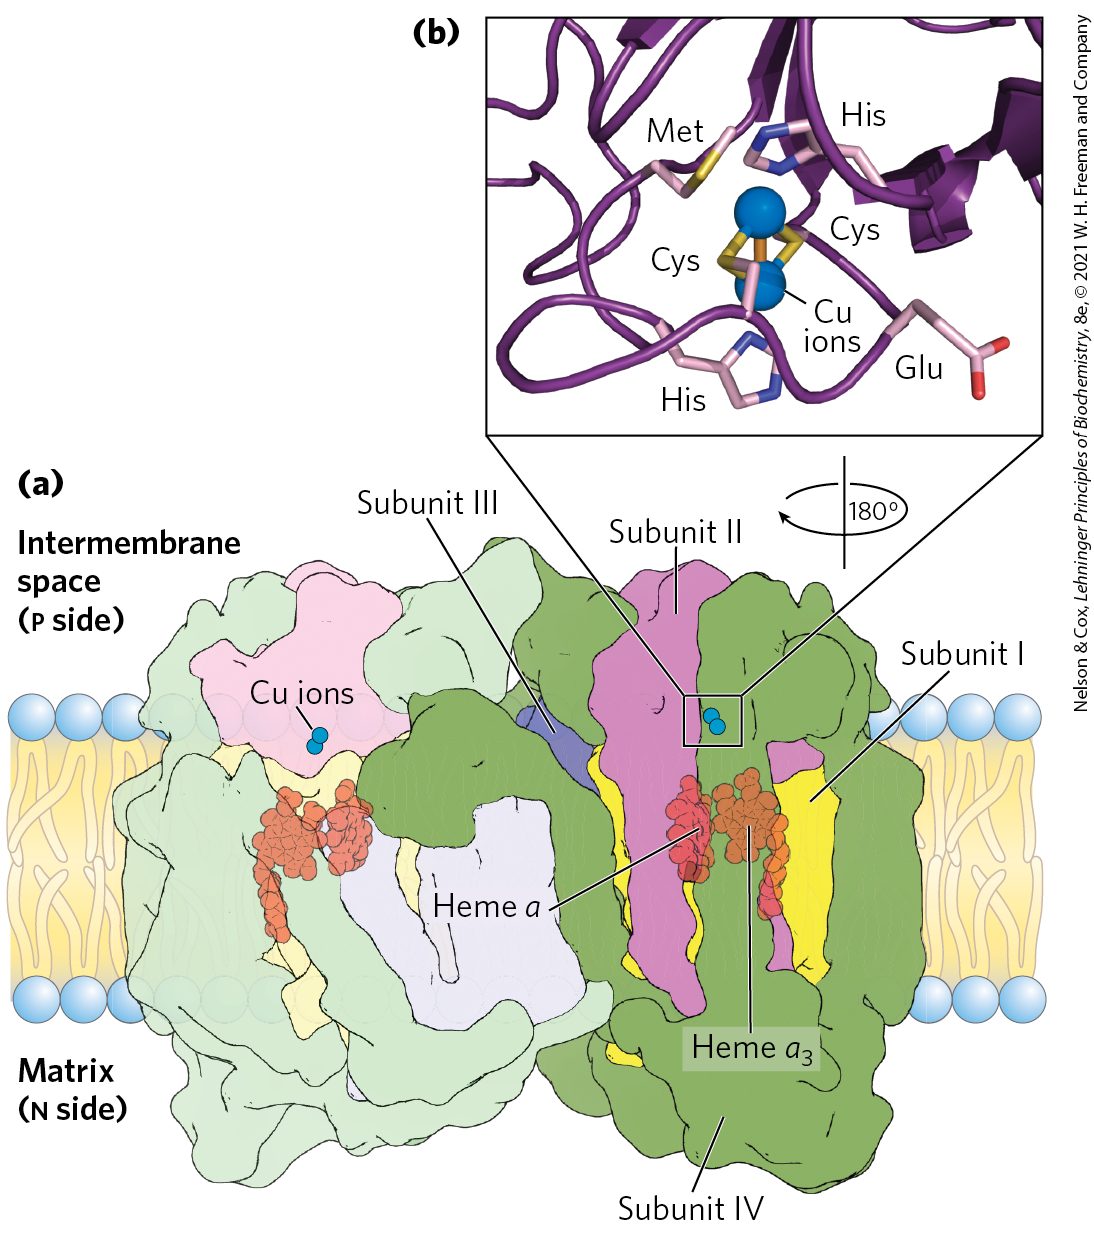 (b)
Met
His
Cys
Cys
Cu
ions
Glu
His
Nelson & Cox, Lehninger Principles of Biochemistry, 8e, © 2021 W. H. Freeman and Company
(a)
180°
Subunit III
Subunit II
Intermembrane
space
(P side)
Subunit I
Cu ions
Heme a
Heme a₃
Matrix
(N side)
Subunit IV